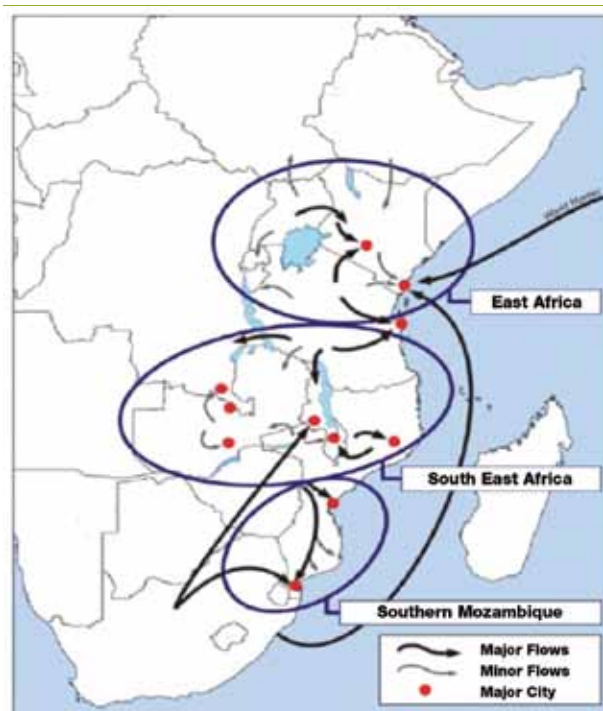 World Market
East Africa
South East Africa
Southern Mozambique
Major Flows
Minor Flows
Major City